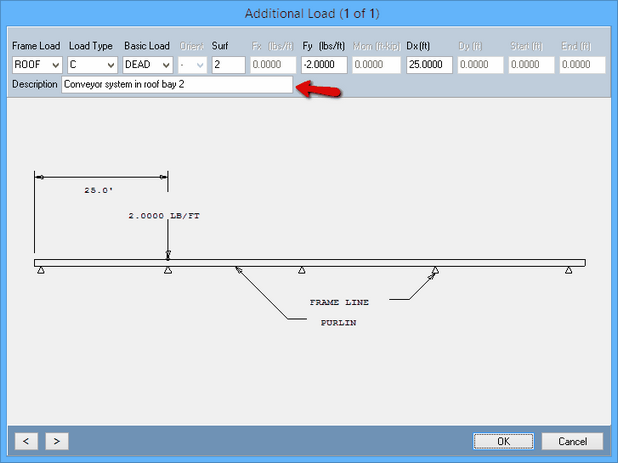 Additional Load (1 of 1)
Frame Load Load Type Basic Load Orient Surf Fx (lbs/ft) Fy (lbs/ft) Mom (ft-kip) Dx(ft) Dy(ft) Start(ft) End (ft)
ROOF C DEAD - 2 0.0000 -2.0000 0.0000 25.0000 0.0000 0.0000 0.0000
Description Conveyor system in roof bay 2
25.0'
2.0000 LB/FT
FRAME LINE
PURLIN
< > OK Cancel